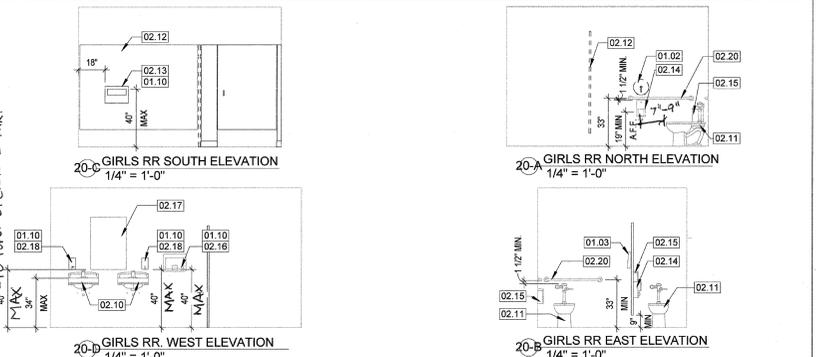 02.12
18"
02.13
01.10
40"
MAX
20-C GIRLS RR SOUTH ELEVATION
1/4" = 1'-0"
02.12
01.02
02.14
02.20
02.15
1 1/2" MIN.
33"
19" MIN
A.F.F.
7"-9"
02.11
20-A GIRLS RR NORTH ELEVATION
1/4" = 1'-0"
02.17
01.10
02.18
01.10
02.18
01.10
02.16
02.10
40"
MAX
34"
MAX
40"
MAX
40"
MAX
20-D GIRLS RR. WEST ELEVATION
1/4" = 1'-0"
1 1/2" MIN.
01.03
02.15
02.14
02.20
02.15
02.11
02.11
33"
MIN
9"
MIN
20-B GIRLS RR EAST ELEVATION
1/4" = 1'-0"